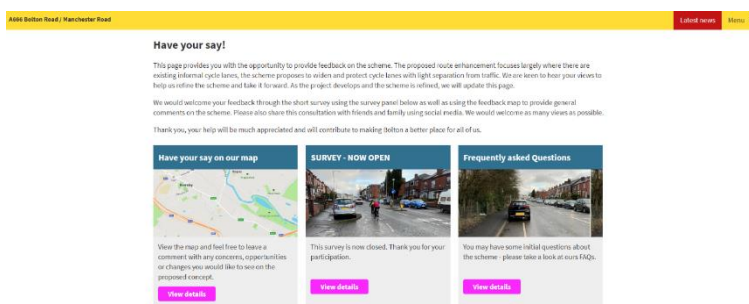 A666 Bolton Road / Manchester Road
Latest news
Menu
Have your say!
This page provides you with the opportunity to provide feedback on the scheme. The proposed route enhancement focuses largely where there are
existing informal cycle lanes, the scheme proposes to widen and protect cycle lanes with light separation from traffic. We are keen to hear your views to
help us refine the scheme and take it forward. As the project develops and the scheme is refined, we will update this page.
We would welcome your feedback through the short survey using the survey panel below as well as using the feedback map to provide general
comments on the scheme. Please also share this consultation with friends and family using social media. We would welcome as many views as possible.
Thank you, your help will be much appreciated and will contribute to making Bolton a better place for all of us.
Have your say on our map
SURVEY - NOW OPEN
Frequently asked Questions
View the map and feel free to leave a
comment with any concerns, opportunities
or changes you would like to see on the
proposed concept.
View details
This survey is now closed, Thank you for your
participation.
View details
You may have some initial questions about
the scheme - please take a look at ours FAQs.
View details